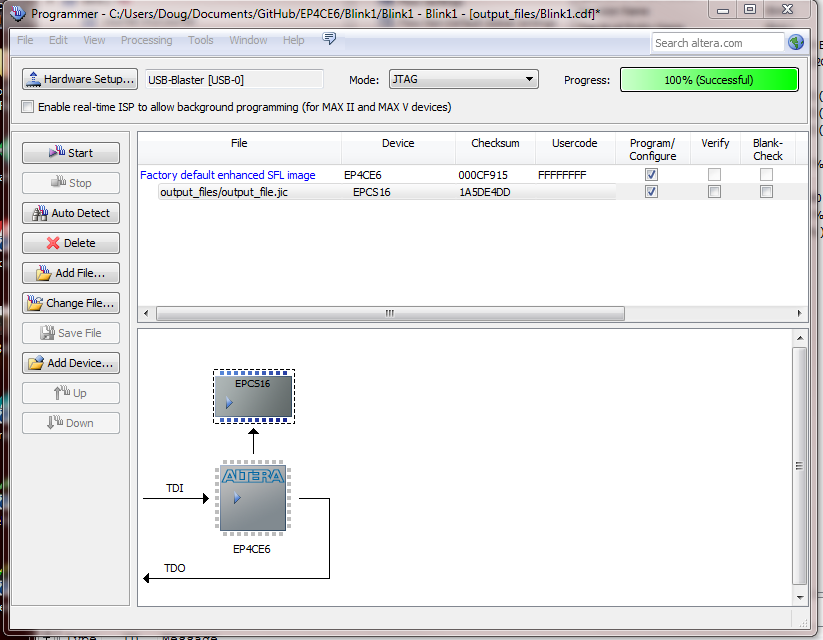 Programmer - C:/Users/Doug/Documents/GitHub/EP4CE6/Blink1/Blink1 - Blink1 - [output_files/Blink1.cdf]*
File Edit View Processing Tools Window Help
Search altera.com
Hardware Setup... USB-Blaster [USB-0] Mode: JTAG Progress: 100% (Successful)
Enable real-time ISP to allow background programming (for MAX II and MAX V devices)
Start
Stop
Auto Detect
Delete
Add File...
Change File...
Save File
Add Device...
Up
Down
File Device Checksum Usercode Program/ Verify Blank-
Configure Check
Factory default enhanced SFL image EP4CE6 000CF915 FFFFFFFF
output_files/output_file.jic EPCS16 1A5DE4DD
EPCS16
ALTERA
TDI
EP4CE6
TDO